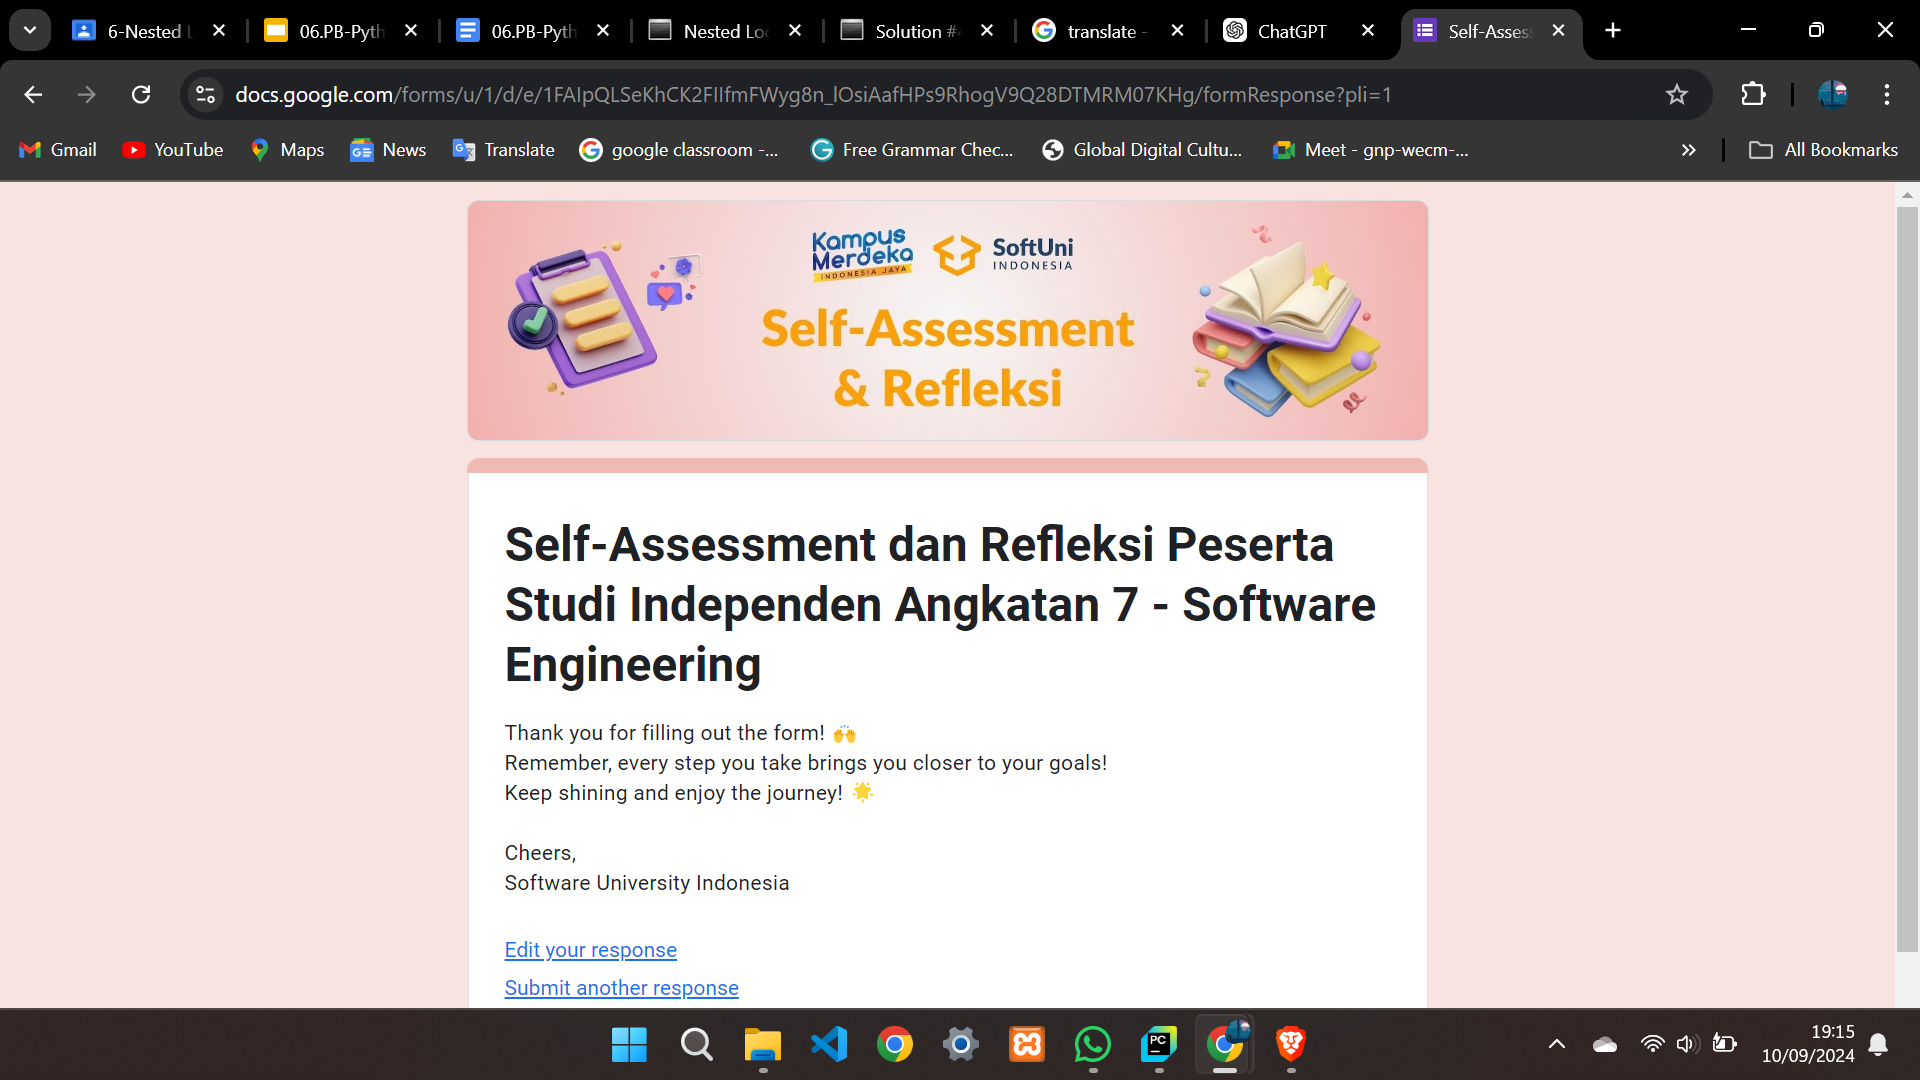 6-Nested L
06.PB-Pyth
06.PB-Pyth
Nested Loo
Solution #4
translate -
ChatGPT
Self-Assess
docs.google.com/forms/u/1/d/e/1FAIpQLSeKhCK2FIIfmFWyg8n_lOsiAafHPs9RhogV9Q28DTMRM07KHg/formResponse?pli=1
Gmail
YouTube
Maps
News
Translate
google classroom -...
Free Grammar Chec...
Global Digital Cultu...
Meet - gnp-wecm-...
All Bookmarks
Kampus
Merdeka
INDONESIA JAYA
SoftUni
INDONESIA
Self-Assessment
& Refleksi
Self-Assessment dan Refleksi Peserta
Studi Independen Angkatan 7 - Software
Engineering
Thank you for filling out the form! 🙌
Remember, every step you take brings you closer to your goals!
Keep shining and enjoy the journey! 🌟
Cheers,
Software University Indonesia
Edit your response
Submit another response
PC
19:15
10/09/2024